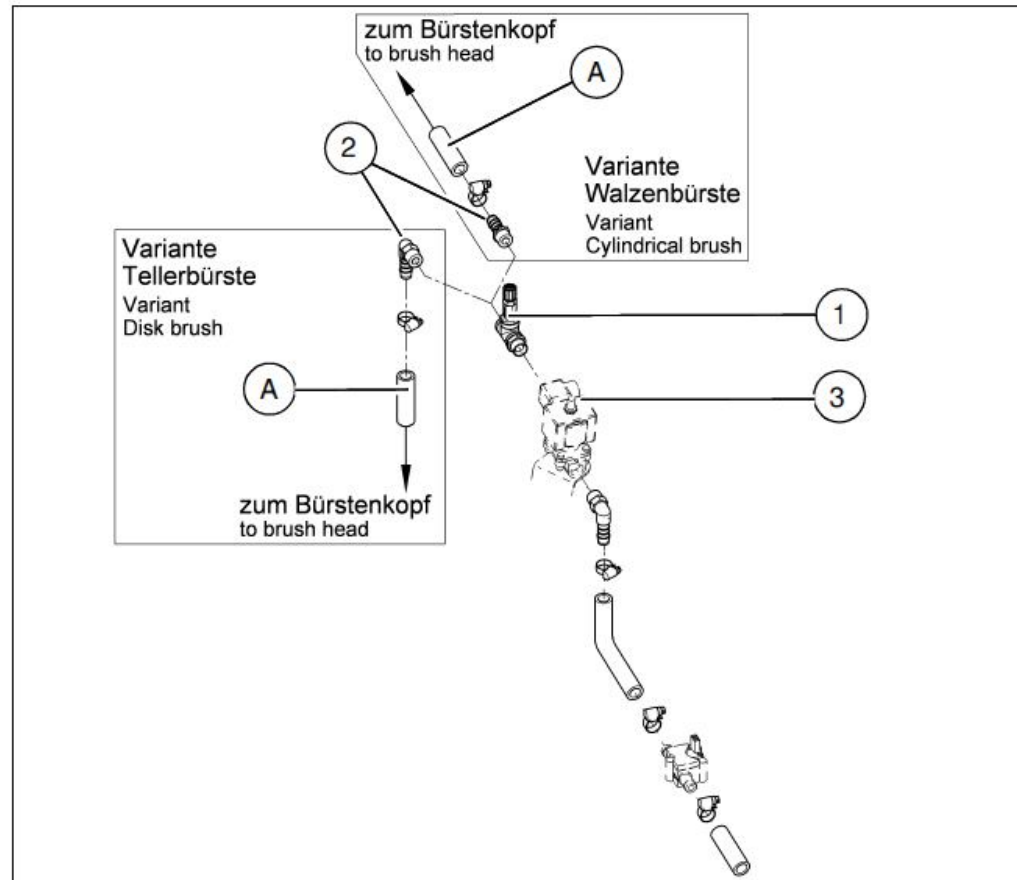 zum Bürstenkopf
to brush head
A
2
Variante
Walzenbürste
Variant
Cylindrical brush
Variante
Tellerbürste
Variant
Disk brush
1
A
3
zum Bürstenkopf
to brush head